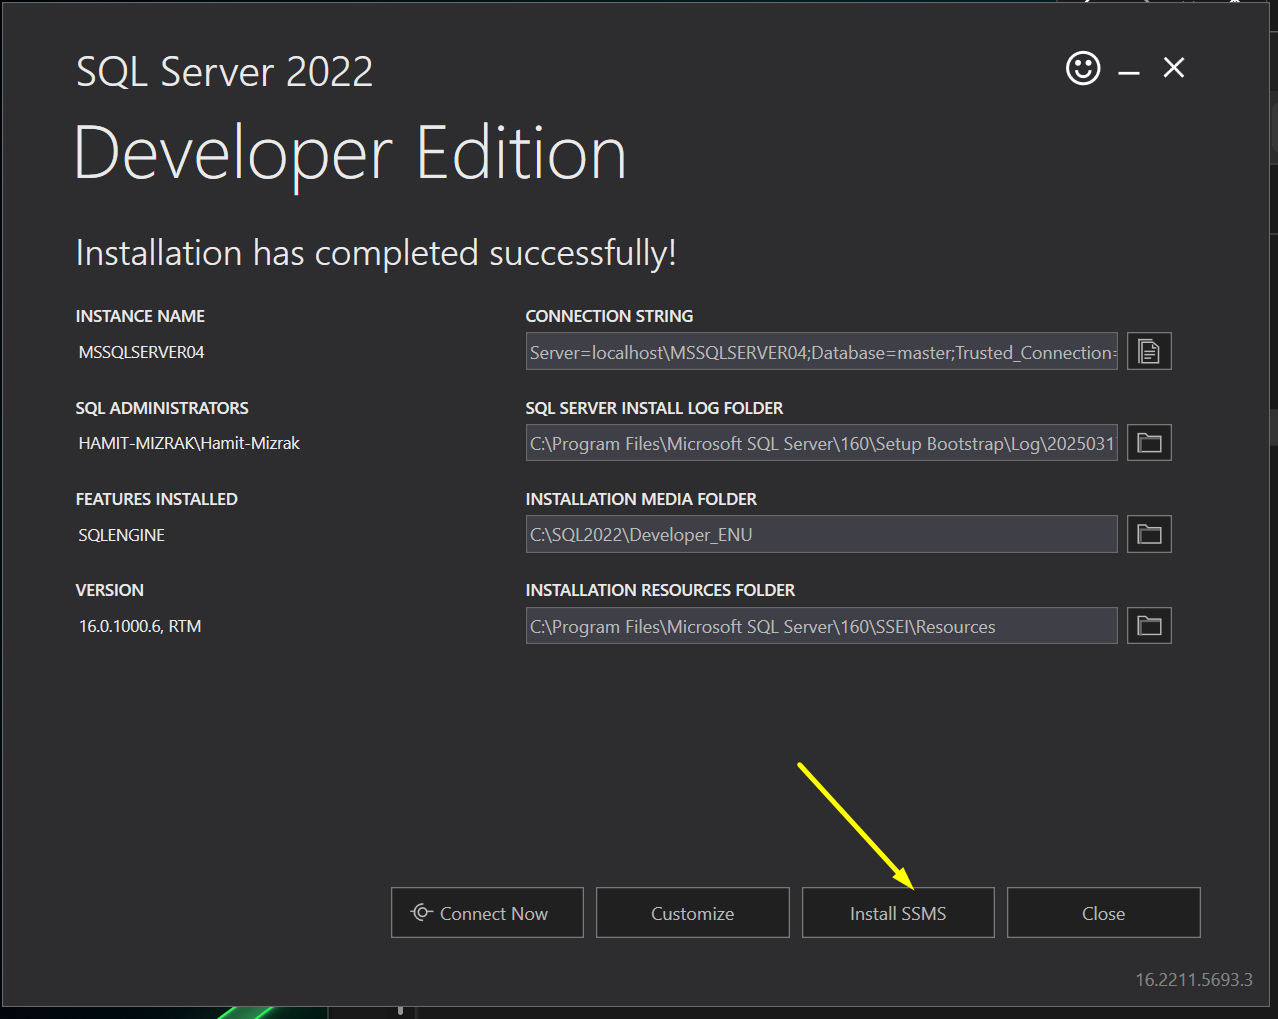 SQL Server 2022
Developer Edition
Installation has completed successfully!
INSTANCE NAME
MSSQLSERVER04
CONNECTION STRING
Server=localhost\MSSQLSERVER04;Database=master;Trusted_Connection=
SQL ADMINISTRATORS
HAMIT-MIZRAK\Hamit-Mizrak
SQL SERVER INSTALL LOG FOLDER
C:\Program Files\Microsoft SQL Server\160\Setup Bootstrap\Log\2025031
FEATURES INSTALLED
SQLENGINE
INSTALLATION MEDIA FOLDER
C:\SQL2022\Developer_ENU
VERSION
16.0.1000.6, RTM
INSTALLATION RESOURCES FOLDER
C:\Program Files\Microsoft SQL Server\160\SSEI\Resources
Connect Now
Customize
Install SSMS
Close
16.2211.5693.3